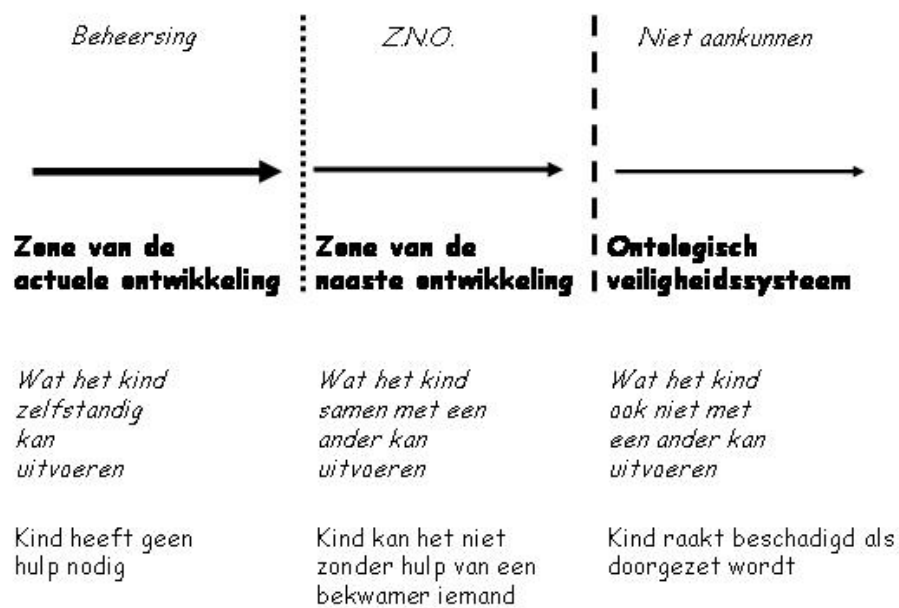 Beheersing
Z.N.O.
Niet aankunnen
Zone van de
actuele ontwikkeling
Zone van de
naaste ontwikkeling
Ontologisch
veiligheidssysteem
Wat het kind
zelfstandig
kan
uitvoeren
Wat het kind
samen met een
ander kan
uitvoeren
Wat het kind
ook niet met
een ander kan
uitvoeren
Kind heeft geen
hulp nodig
Kind kan het niet
zonder hulp van een
bekwamer iemand
Kind raakt beschadigd als
doorgezet wordt